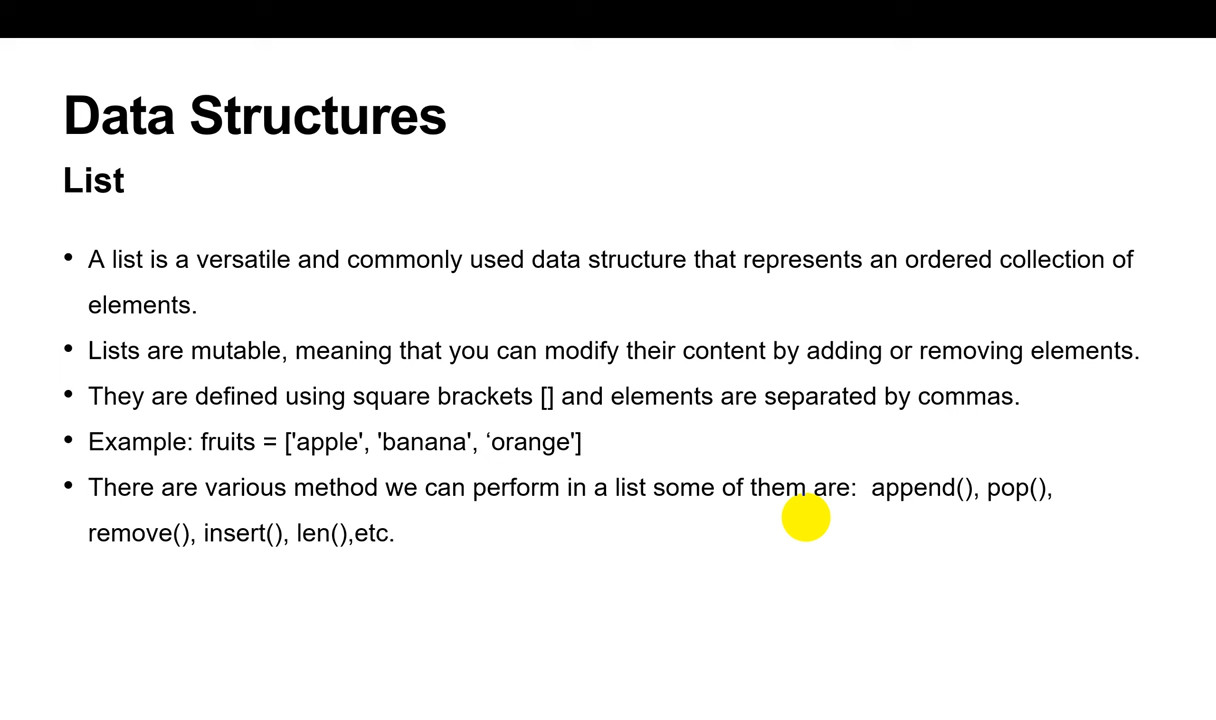 Data Structures
List
• A list is a versatile and commonly used data structure that represents an ordered collection of
elements.
• Lists are mutable, meaning that you can modify their content by adding or removing elements.
• They are defined using square brackets [] and elements are separated by commas.
• Example: fruits = ['apple', 'banana', ‘orange']
• There are various method we can perform in a list some of them are:  append(), pop(),
remove(), insert(), len(),etc.